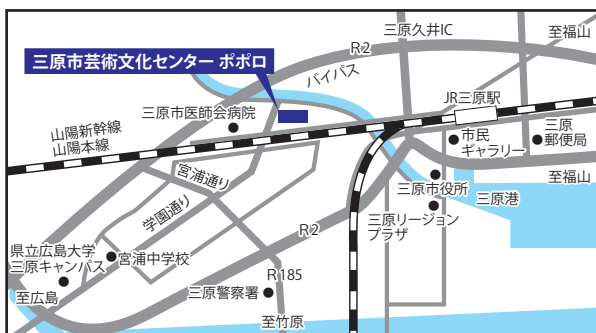 三原久井IC
至福山
R2
三原市芸術文化センター ポポロ
バイパス
JR三原駅
三原市医師会病院
山陽新幹線
山陽本線
市民
ギャラリー
三原
郵便局
宮浦通り
至福山
三原市役所
学園通り
三原港
三原リージョン
プラザ
R2
県立広島大学
三原キャンパス
宮浦中学校
R185
至広島
三原警察署
至竹原